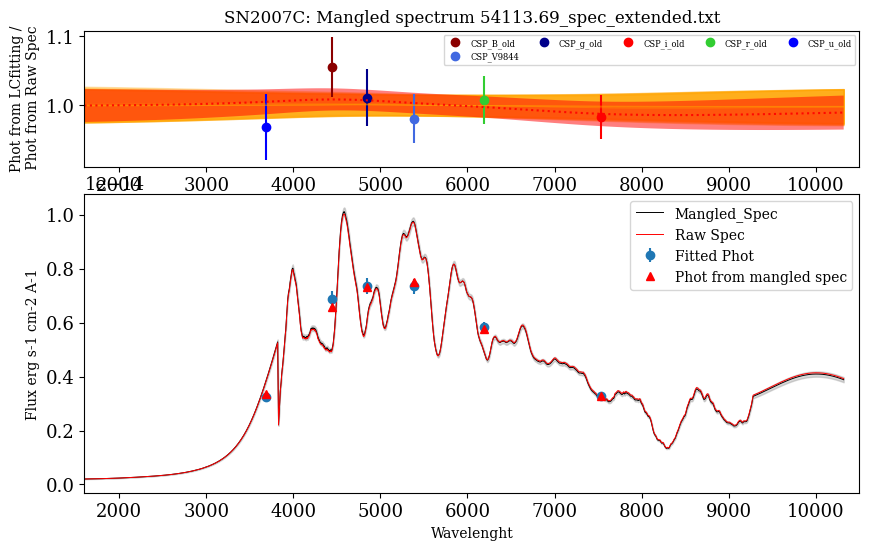 SN2007C: Mangled spectrum 54113.69_spec_extended.txt
Phot from LCfitting /
Phot from Raw Spec
1.1
1.0
CSP_B_old
CSP_g_old
CSP_i_old
CSP_r_old
CSP_u_old
CSP_V9844
2000 3000 4000 5000 6000 7000 8000 9000 10000
1e−14
Flux erg s-1 cm-2 A-1
1.0
0.8
0.6
0.4
0.2
0.0
Mangled_Spec
Raw Spec
Fitted Phot
Phot from mangled spec
2000 3000 4000 5000 6000 7000 8000 9000 10000
Wavelenght